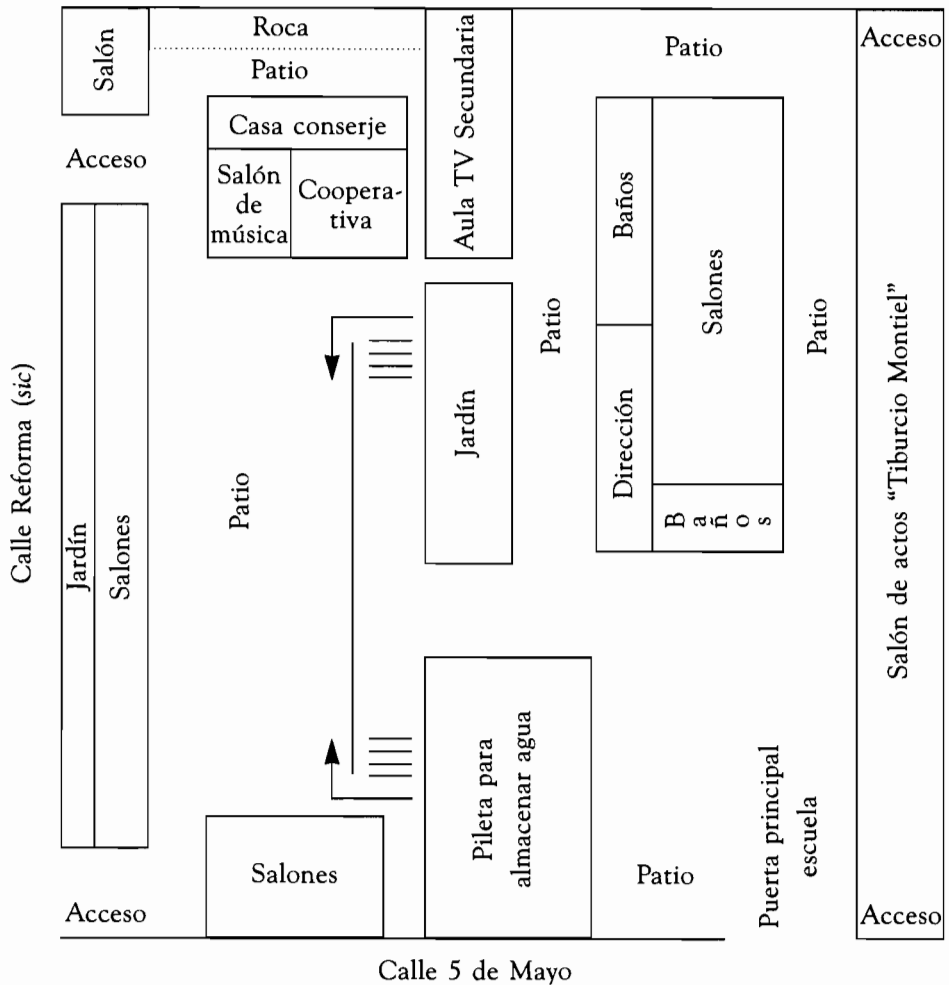 Roca
Salón
Patio
Aula TV Secundaria
Patio
Acceso
Casa conserje
Acceso
Salón
de
música
Coopera-
tiva
Baños
Salones
Patio
Patio
Jardín
Dirección
Baños
Calle Reforma (sic)
Jardín
Salones
Patio
Salón de actos “Tiburcio Montiel”
Pileta para
almacenar agua
Puerta principal
escuela
Salones
Patio
Acceso
Acceso
Calle 5 de Mayo